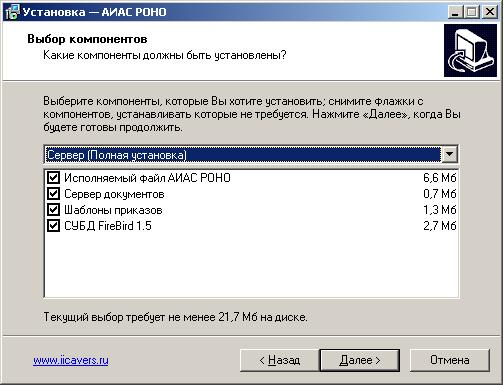 Установка — АИАС РОНО
Выбор компонентов
Какие компоненты должны быть установлены?
Выберите компоненты, которые Вы хотите установить; снимите флажки с
компонентов, устанавливать которые не требуется. Нажмите «Далее», когда Вы
будете готовы продолжить.
Сервер (Полная установка)
Исполняемый файл АИАС РОНО 6,6 Мб
Сервер документов 0,7 Мб
Шаблоны приказов 1,3 Мб
СУБД FireBird 1.5 2,7 Мб
Текущий выбор требует не менее 21,7 Мб на диске.
www.iicavers.ru < Назад Далее > Отмена